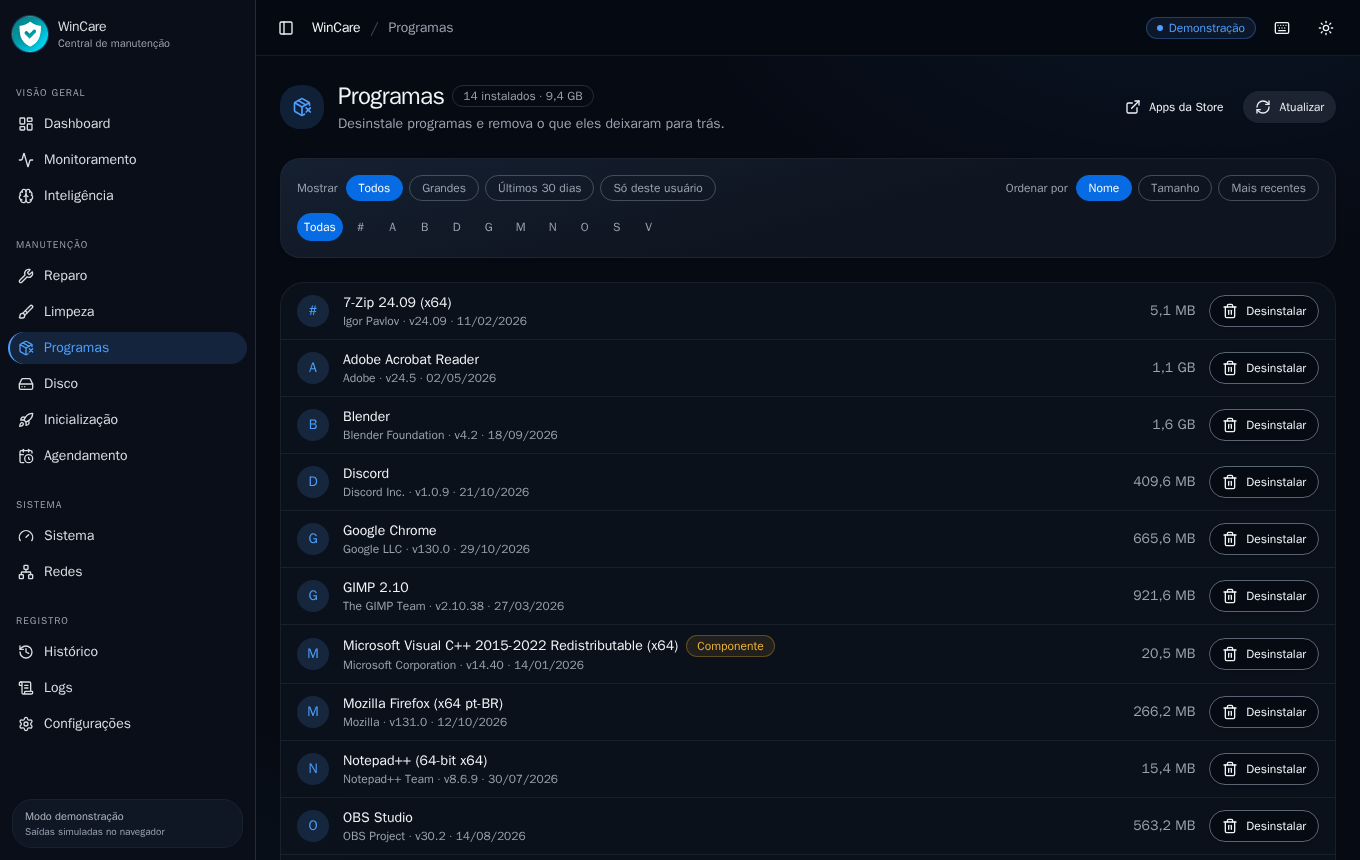 WinCare
Central de manutenção
VISÃO GERAL
Dashboard
Monitoramento
Inteligência
MANUTENÇÃO
Reparo
Limpeza
Programas
Disco
Inicialização
Agendamento
SISTEMA
Sistema
Redes
REGISTRO
Histórico
Logs
Configurações
Modo demonstração
Saídas simuladas no navegador
WinCare / Programas
Demonstração
Programas 14 instalados · 9,4 GB
Desinstale programas e remova o que eles deixaram para trás.
Apps da Store Atualizar
Mostrar Todos Grandes Últimos 30 dias Só deste usuário Ordenar por Nome Tamanho Mais recentes
Todas # A B D G M N O S V
# 7-Zip 24.09 (x64)
Igor Pavlov · v24.09 · 11/02/2026
5,1 MB Desinstalar
A Adobe Acrobat Reader
Adobe · v24.5 · 02/05/2026
1,1 GB Desinstalar
B Blender
Blender Foundation · v4.2 · 18/09/2026
1,6 GB Desinstalar
D Discord
Discord Inc. · v1.0.9 · 21/10/2026
409,6 MB Desinstalar
G Google Chrome
Google LLC · v130.0 · 29/10/2026
665,6 MB Desinstalar
G GIMP 2.10
The GIMP Team · v2.10.38 · 27/03/2026
921,6 MB Desinstalar
M Microsoft Visual C++ 2015-2022 Redistributable (x64) Componente
Microsoft Corporation · v14.40 · 14/01/2026
20,5 MB Desinstalar
M Mozilla Firefox (x64 pt-BR)
Mozilla · v131.0 · 12/10/2026
266,2 MB Desinstalar
N Notepad++ (64-bit x64)
Notepad++ Team · v8.6.9 · 30/07/2026
15,4 MB Desinstalar
O OBS Studio
OBS Project · v30.2 · 14/08/2026
563,2 MB Desinstalar